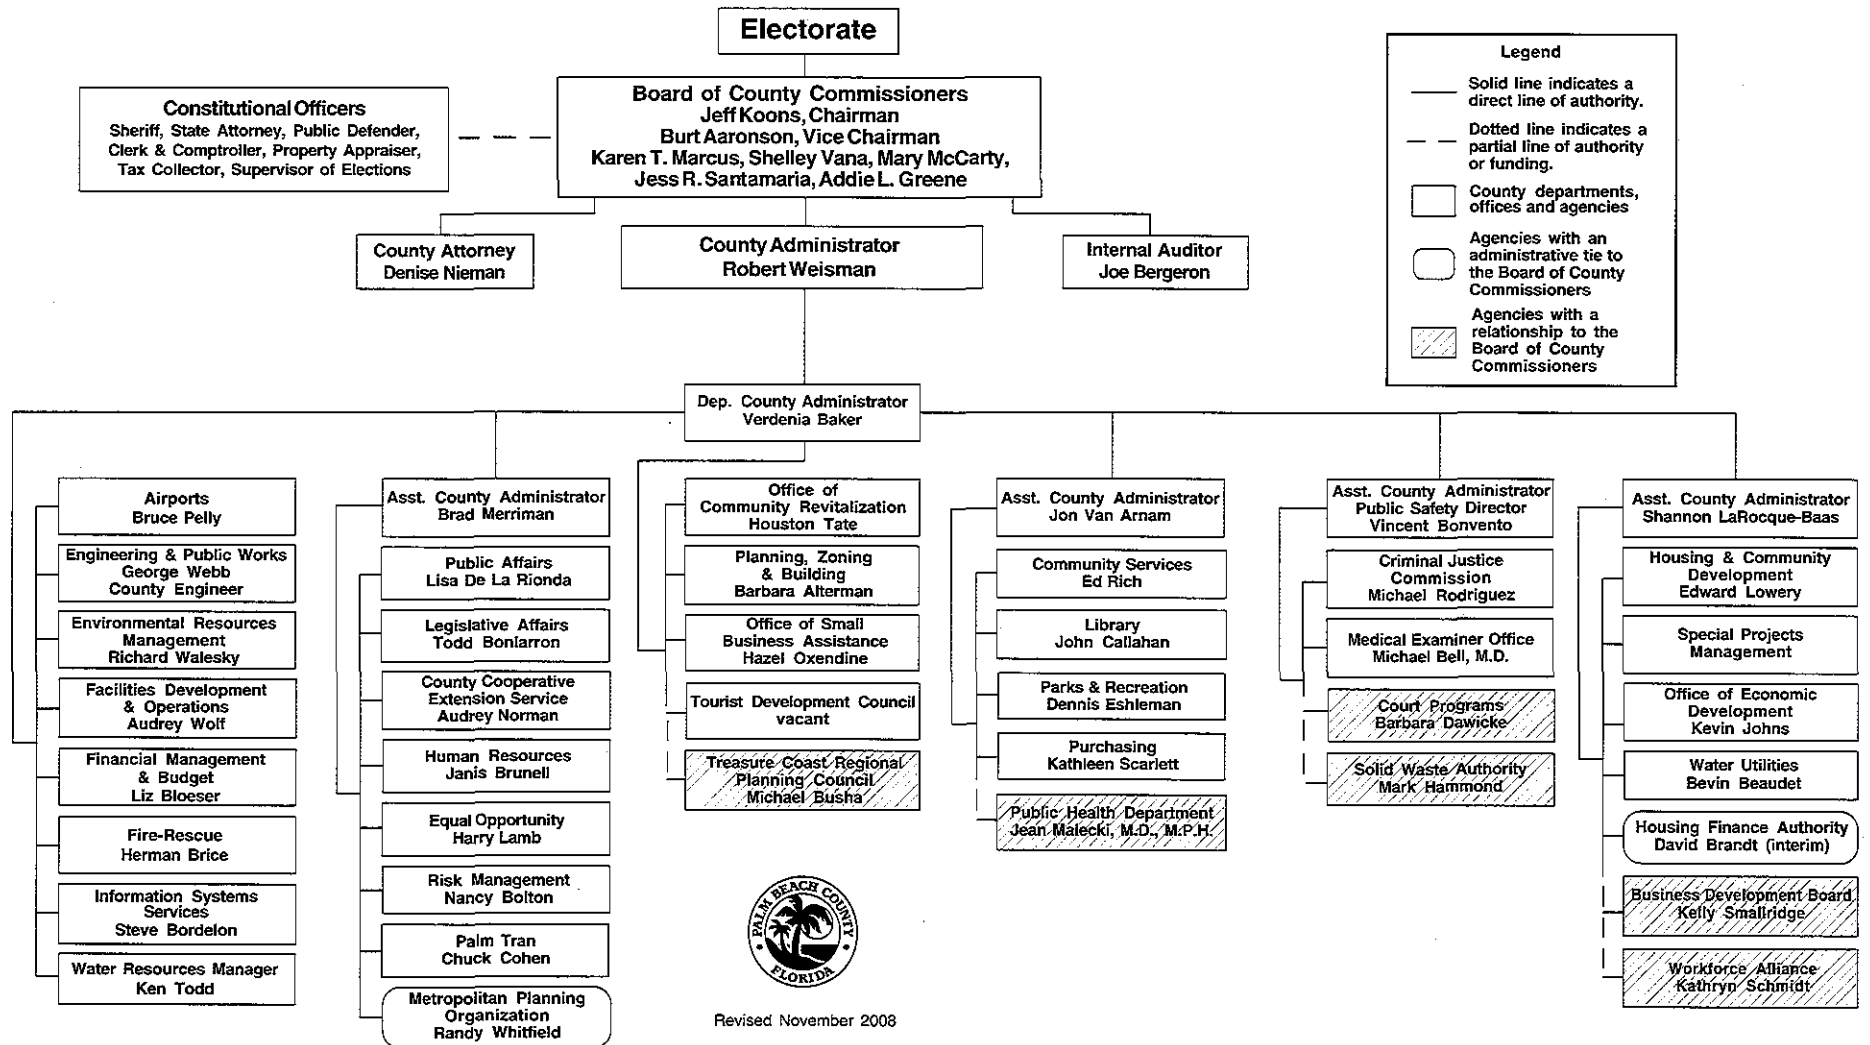 Electorate
Constitutional Officers
Sheriff, State Attorney, Public Defender,
Clerk & Comptroller, Property Appraiser,
Tax Collector, Supervisor of Elections
Board of County Commissioners
Jeff Koons, Chairman
Burt Aaronson, Vice Chairman
Karen T. Marcus, Shelley Vana, Mary McCarty,
Jess R. Santamaria, Addie L. Greene
Legend
Solid line indicates a
direct line of authority.
Dotted line indicates a
partial line of authority
or funding.
County departments,
offices and agencies
Agencies with an
administrative tie to
the Board of County
Commissioners
Agencies with a
relationship to the
Board of County
Commissioners
County Attorney
Denise Nieman
County Administrator
Robert Weisman
Internal Auditor
Joe Bergeron
Dep. County Administrator
Verdenia Baker
Airports
Bruce Pelly
Engineering & Public Works
George Webb
County Engineer
Environmental Resources
Management
Richard Walesky
Facilities Development
& Operations
Audrey Wolf
Financial Management
& Budget
Liz Bloeser
Fire-Rescue
Herman Brice
Information Systems
Services
Steve Bordelon
Water Resources Manager
Ken Todd
Asst. County Administrator
Brad Merriman
Public Affairs
Lisa De La Rionda
Legislative Affairs
Todd Bonlarron
County Cooperative
Extension Service
Audrey Norman
Human Resources
Janis Brunell
Equal Opportunity
Harry Lamb
Risk Management
Nancy Bolton
Palm Tran
Chuck Cohen
Metropolitan Planning
Organization
Randy Whitfield
Office of
Community Revitalization
Houston Tate
Planning, Zoning
& Building
Barbara Alterman
Office of Small
Business Assistance
Hazel Oxendine
Tourist Development Council
vacant
Treasure Coast Regional
Planning Council
Michael Busha
PALM BEACH COUNTY
FLORIDA
Revised November 2008
Asst. County Administrator
Jon Van Arnam
Community Services
Ed Rich
Library
John Callahan
Parks & Recreation
Dennis Eshleman
Purchasing
Kathleen Scarlett
Public Health Department
Jean Malecki, M.D., M.P.H.
Asst. County Administrator
Public Safety Director
Vincent Bonvento
Criminal Justice
Commission
Michael Rodriguez
Medical Examiner Office
Michael Bell, M.D.
Court Programs
Barbara Dawicke
Solid Waste Authority
Mark Hammond
Asst. County Administrator
Shannon LaRocque-Baas
Housing & Community
Development
Edward Lowery
Special Projects
Management
Office of Economic
Development
Kevin Johns
Water Utilities
Bevin Beaudet
Housing Finance Authority
David Brandt (interim)
Business Development Board
Kelly Smallridge
Workforce Alliance
Kathryn Schmidt